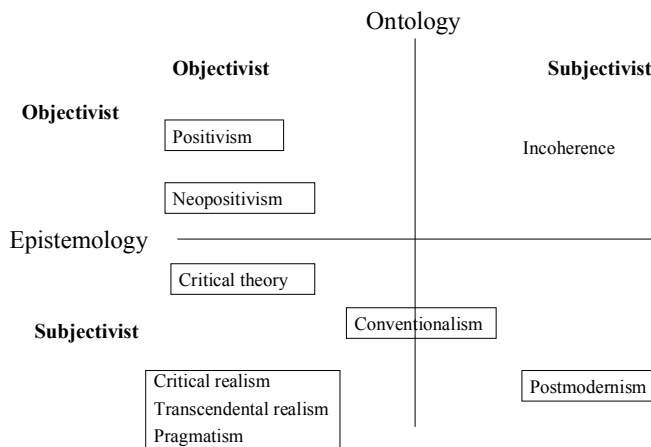 Ontology
Objectivist
Subjectivist
Objectivist
Positivism
Incoherence
Neopositivism
Epistemology
Critical theory
Subjectivist
Conventionalism
Critical realism
Transcendental realism
Pragmatism
Postmodernism